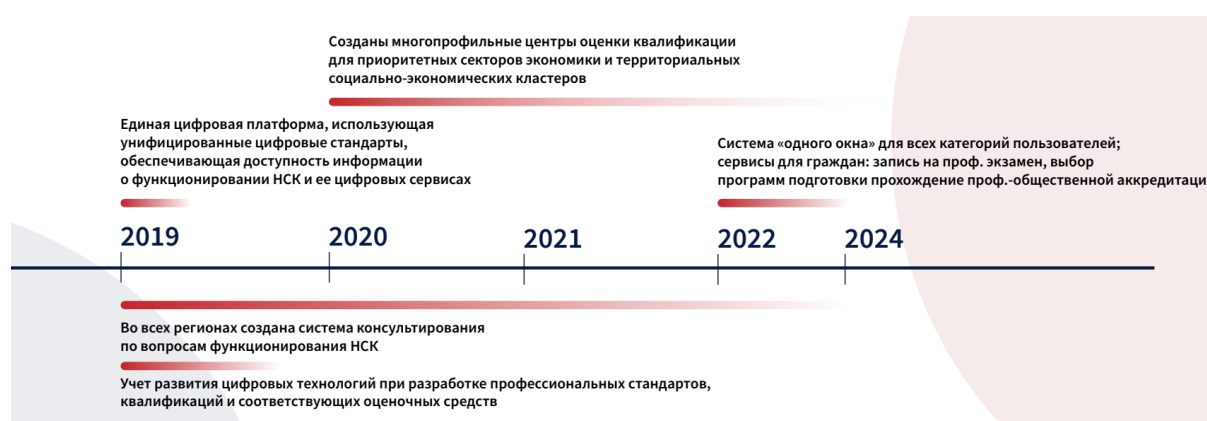 Созданы многопрофильные центры оценки квалификации
для приоритетных секторов экономики и территориальных
социально-экономических кластеров
Единая цифровая платформа, использующая
унифицированные цифровые стандарты,
обеспечивающая доступность информации
о функционировании НСК и ее цифровых сервисах
Система «одного окна» для всех категорий пользователей;
сервисы для граждан: запись на проф. экзамен, выбор
программ подготовки прохождение проф.-общественной аккредитаци
2019
2020
2021
2022
2024
Во всех регионах создана система консультирования
по вопросам функционирования НСК
Учет развития цифровых технологий при разработке профессиональных стандартов,
квалификаций и соответствующих оценочных средств